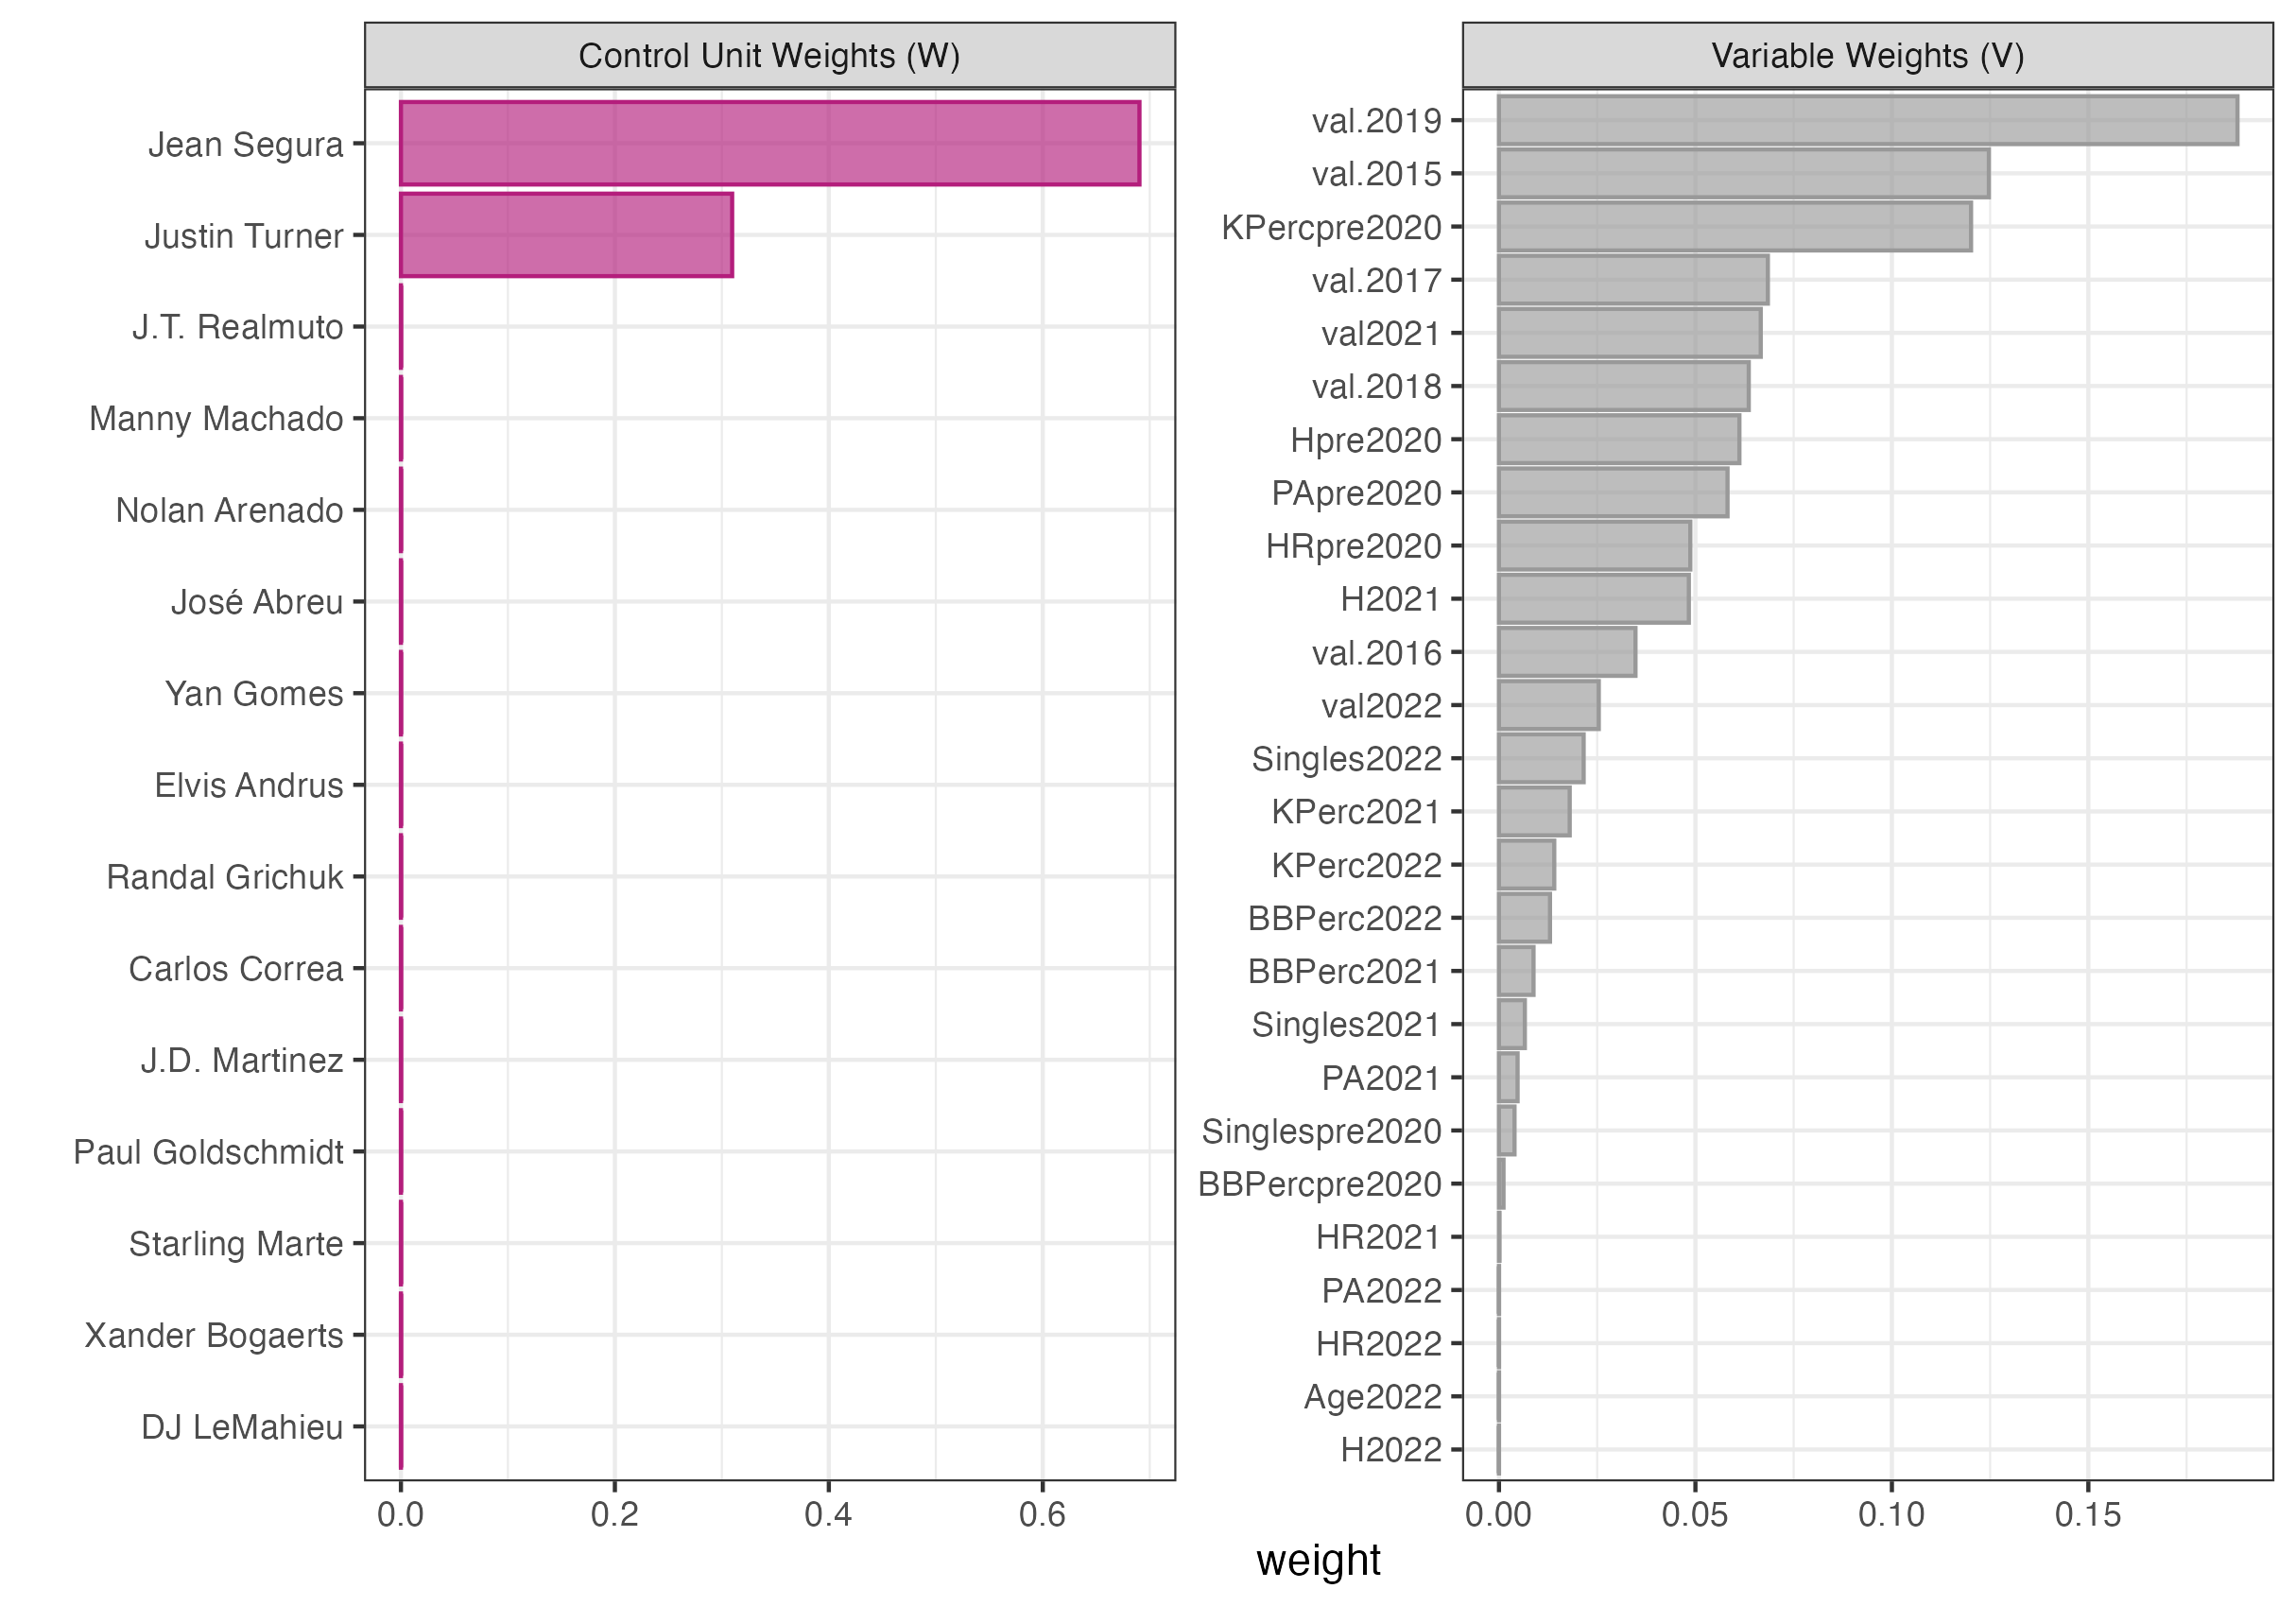 Control Unit Weights (W)
Jean Segura
Justin Turner
J.T. Realmuto
Manny Machado
Nolan Arenado
José Abreu
Yan Gomes
Elvis Andrus
Randal Grichuk
Carlos Correa
J.D. Martinez
Paul Goldschmidt
Starling Marte
Xander Bogaerts
DJ LeMahieu
0.0 0.2 0.4 0.6
Variable Weights (V)
val.2019
val.2015
KPercpre2020
val.2017
val2021
val.2018
Hpre2020
PApre2020
HRpre2020
H2021
val.2016
val2022
Singles2022
KPerc2021
KPerc2022
BBPerc2022
BBPerc2021
Singles2021
PA2021
Singlespre2020
BBPercpre2020
HR2021
PA2022
HR2022
Age2022
H2022
0.00 0.05 0.10 0.15
weight